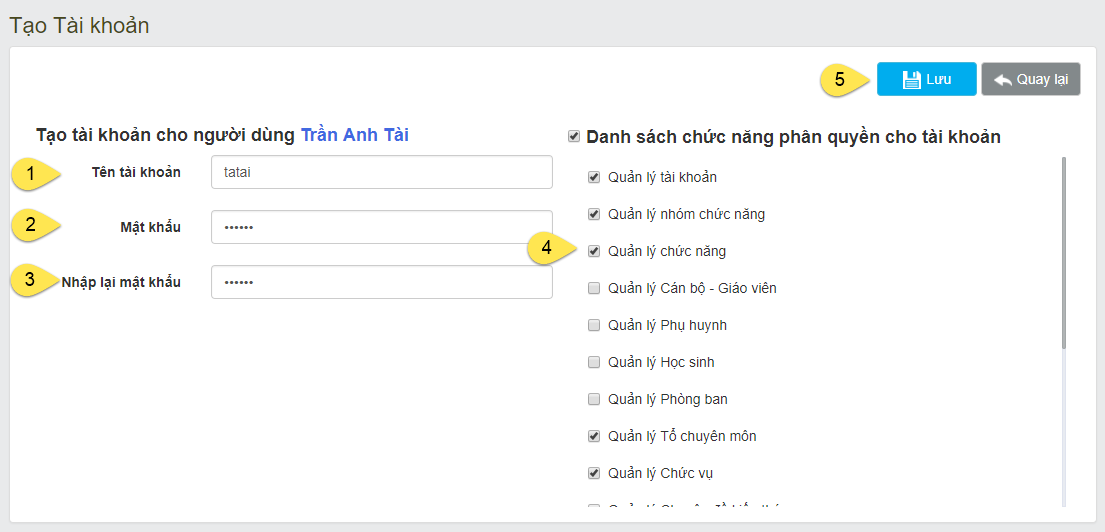 Tạo Tài khoản
5
Lưu
Quay lại
Tạo tài khoản cho người dùng Trần Anh Tài
1
Tên tài khoản
tatai
2
Mật khẩu
••••••
3
Nhập lại mật khẩu
••••••
Danh sách chức năng phân quyền cho tài khoản
Quản lý tài khoản
Quản lý nhóm chức năng
4
Quản lý chức năng
Quản lý Cán bộ - Giáo viên
Quản lý Phụ huynh
Quản lý Học sinh
Quản lý Phòng ban
Quản lý Tổ chuyên môn
Quản lý Chức vụ